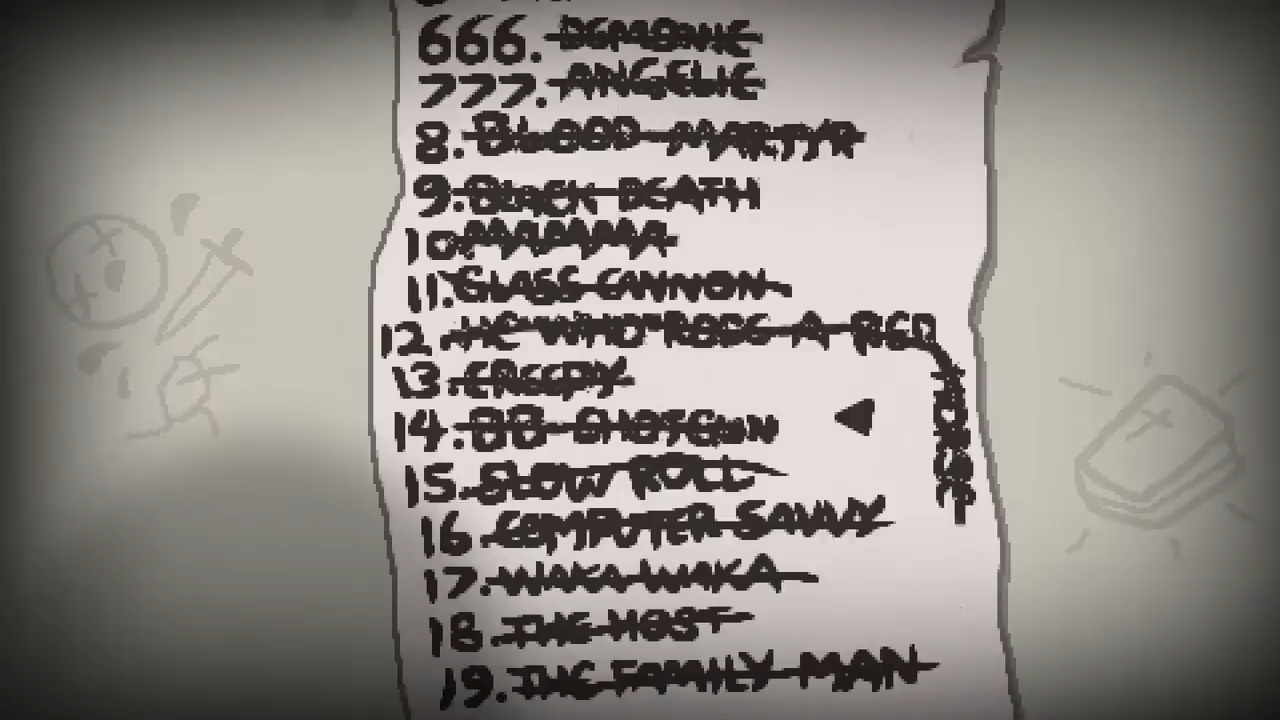 666. DEMONIC
777. ANGELIC
8. BLOOD MARTYR
9. BLACK DEATH
10. MAMAMA
11. GLASS CANNON
12. HE WHO RODE A RED HORSE
13. CREEPY
14. BB SHOTGUN
15. SLOW ROLL
16. COMPUTER SAVVY
17. WAKA WAKA
18. THE HOST
19. THE FAMILY MAN